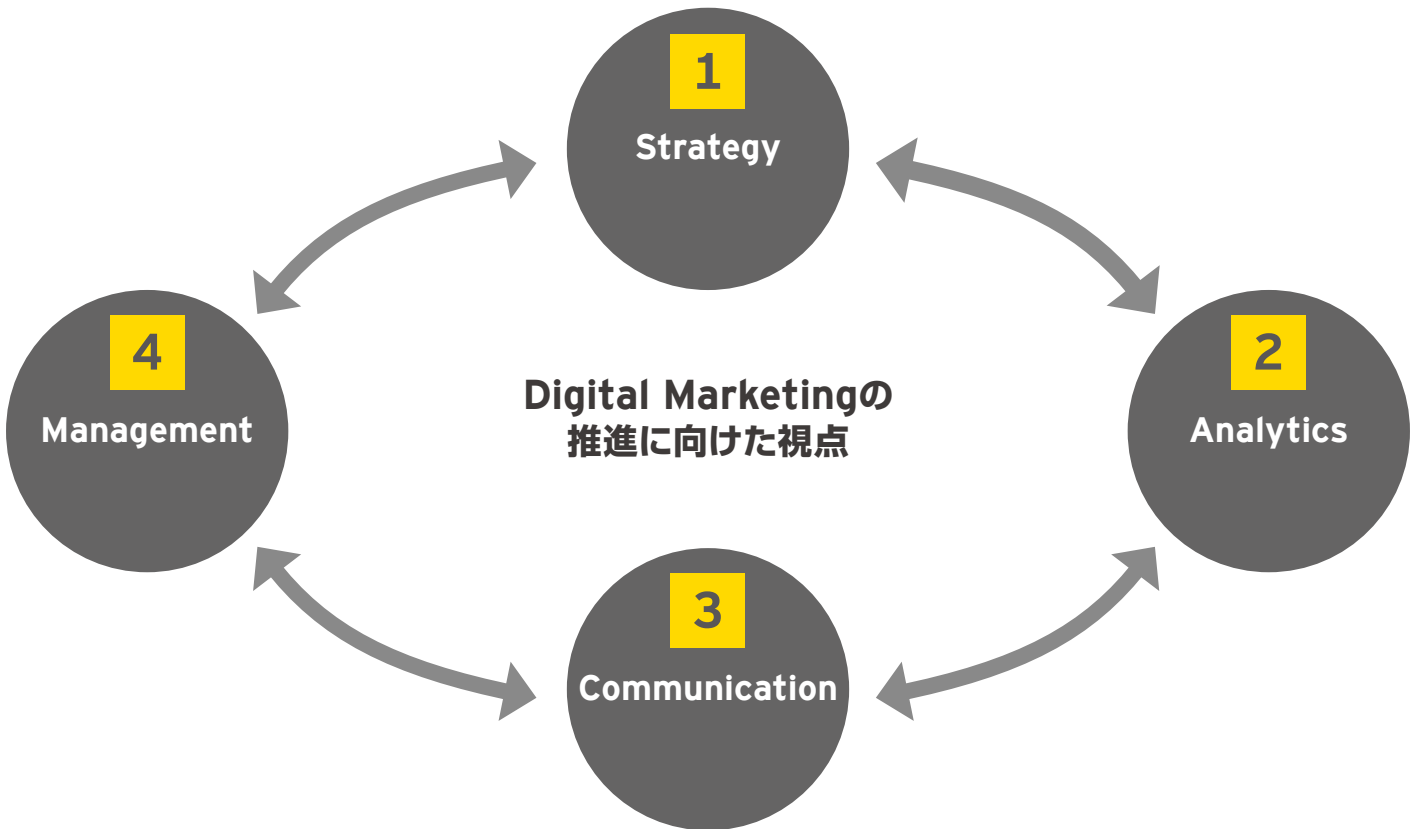 1
Strategy
4
Management
Digital Marketingの
推進に向けた視点
2
Analytics
3
Communication